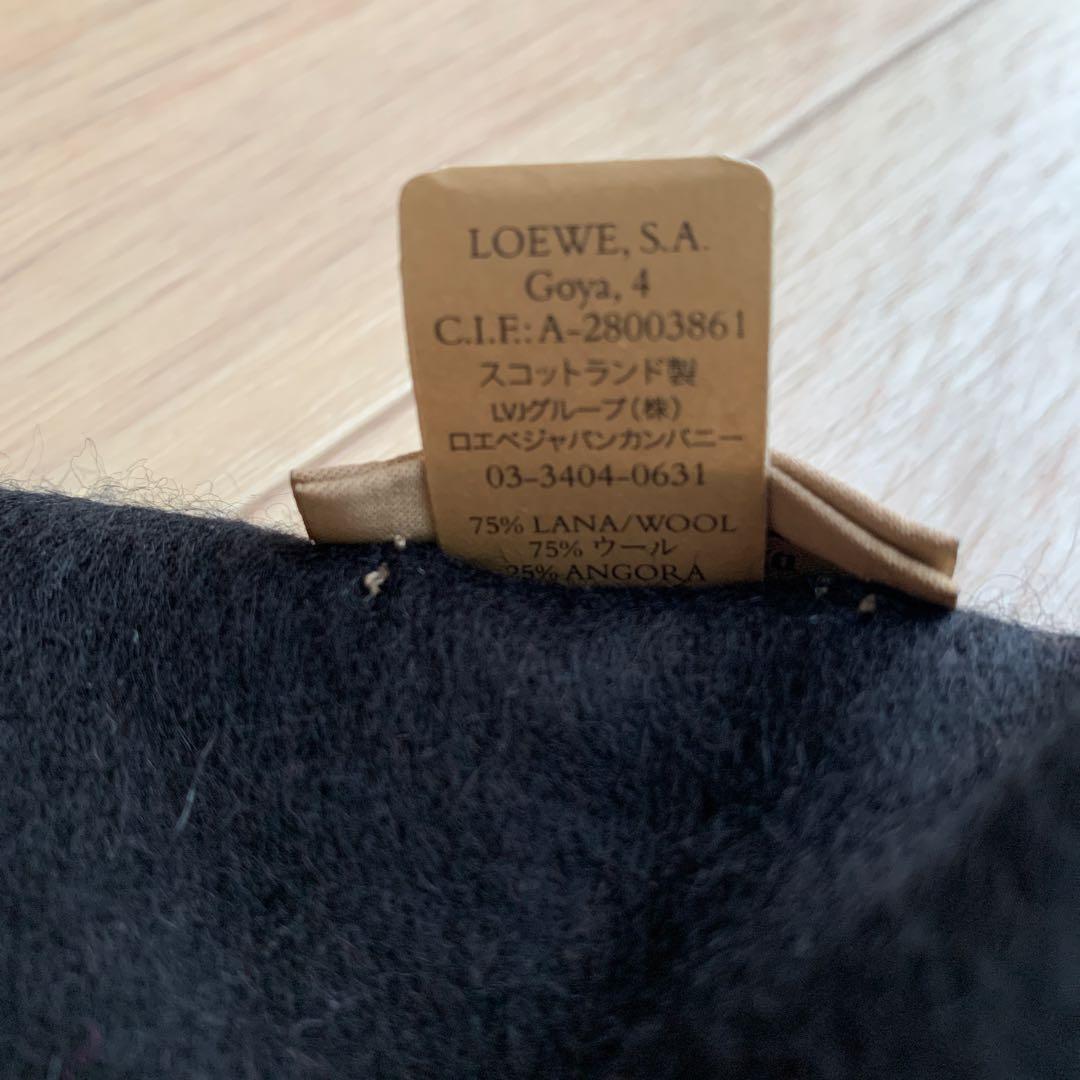 LOEWE, S.A.
Goya, 4
C.I.F.: A-28003861
スコットランド製
LVJグループ(株)
ロエベジャパンカンパニー
03-3404-0631
75% LANA/WOOL
75% ウール
25% ANGORA